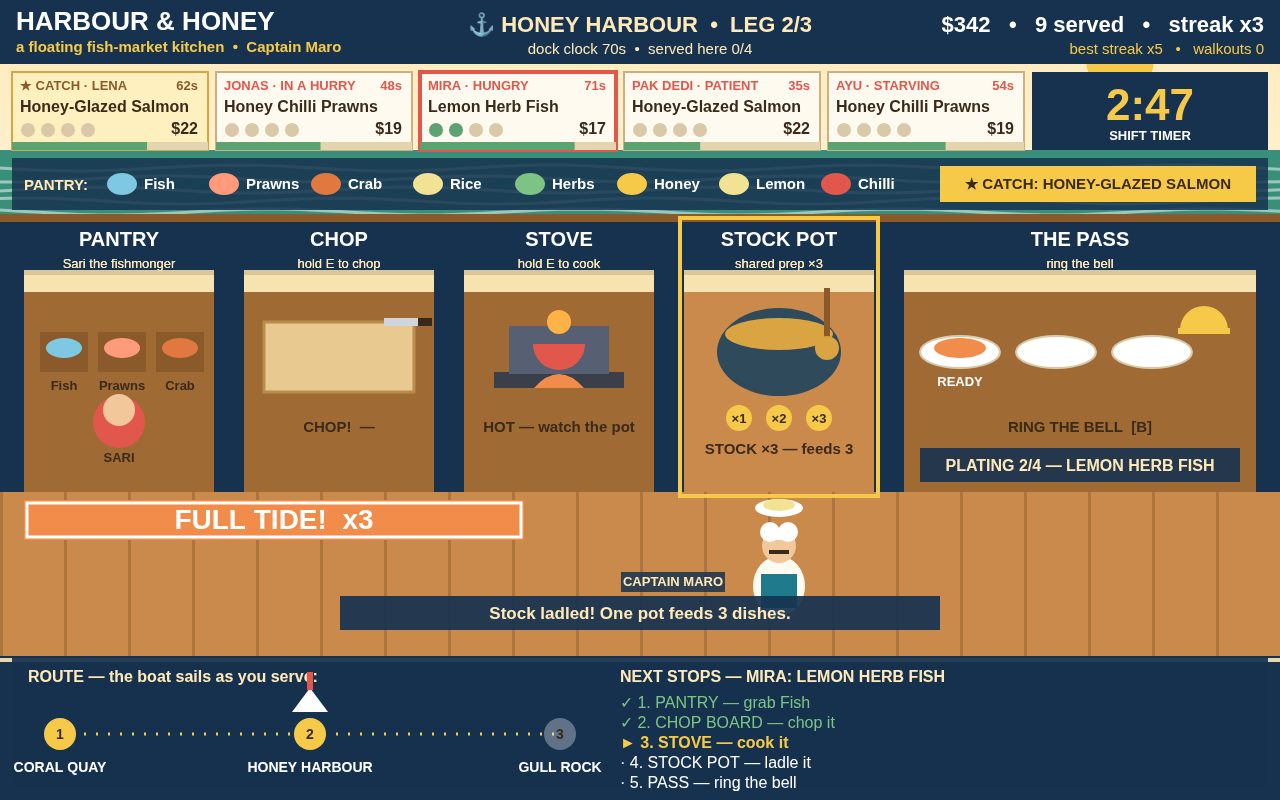 HARBOUR & HONEY
a floating fish-market kitchen • Captain Maro
⚓ HONEY HARBOUR • LEG 2/3
dock clock 70s • served here 0/4
$342 • 9 served • streak x3
best streak x5 • walkouts 0
★ CATCH · LENA 62s
Honey-Glazed Salmon
$22
JONAS · IN A HURRY 48s
Honey Chilli Prawns
$19
MIRA · HUNGRY 71s
Lemon Herb Fish
$17
PAK DEDI · PATIENT 35s
Honey-Glazed Salmon
$22
AYU · STARVING 54s
Honey Chilli Prawns
$19
2:47
SHIFT TIMER
PANTRY: Fish Prawns Crab Rice Herbs Honey Lemon Chilli
★ CATCH: HONEY-GLAZED SALMON
PANTRY
Sari the fishmonger
Fish Prawns Crab
SARI
CHOP
hold E to chop
CHOP! —
STOVE
hold E to cook
HOT — watch the pot
STOCK POT
shared prep ×3
×1 ×2 ×3
STOCK ×3 — feeds 3
THE PASS
ring the bell
READY
RING THE BELL [B]
PLATING 2/4 — LEMON HERB FISH
FULL TIDE! x3
CAPTAIN MARO
Stock ladled! One pot feeds 3 dishes.
ROUTE — the boat sails as you serve:
1 2 3
CORAL QUAY HONEY HARBOUR GULL ROCK
NEXT STOPS — MIRA: LEMON HERB FISH
✓ 1. PANTRY — grab Fish
✓ 2. CHOP BOARD — chop it
► 3. STOVE — cook it
· 4. STOCK POT — ladle it
· 5. PASS — ring the bell